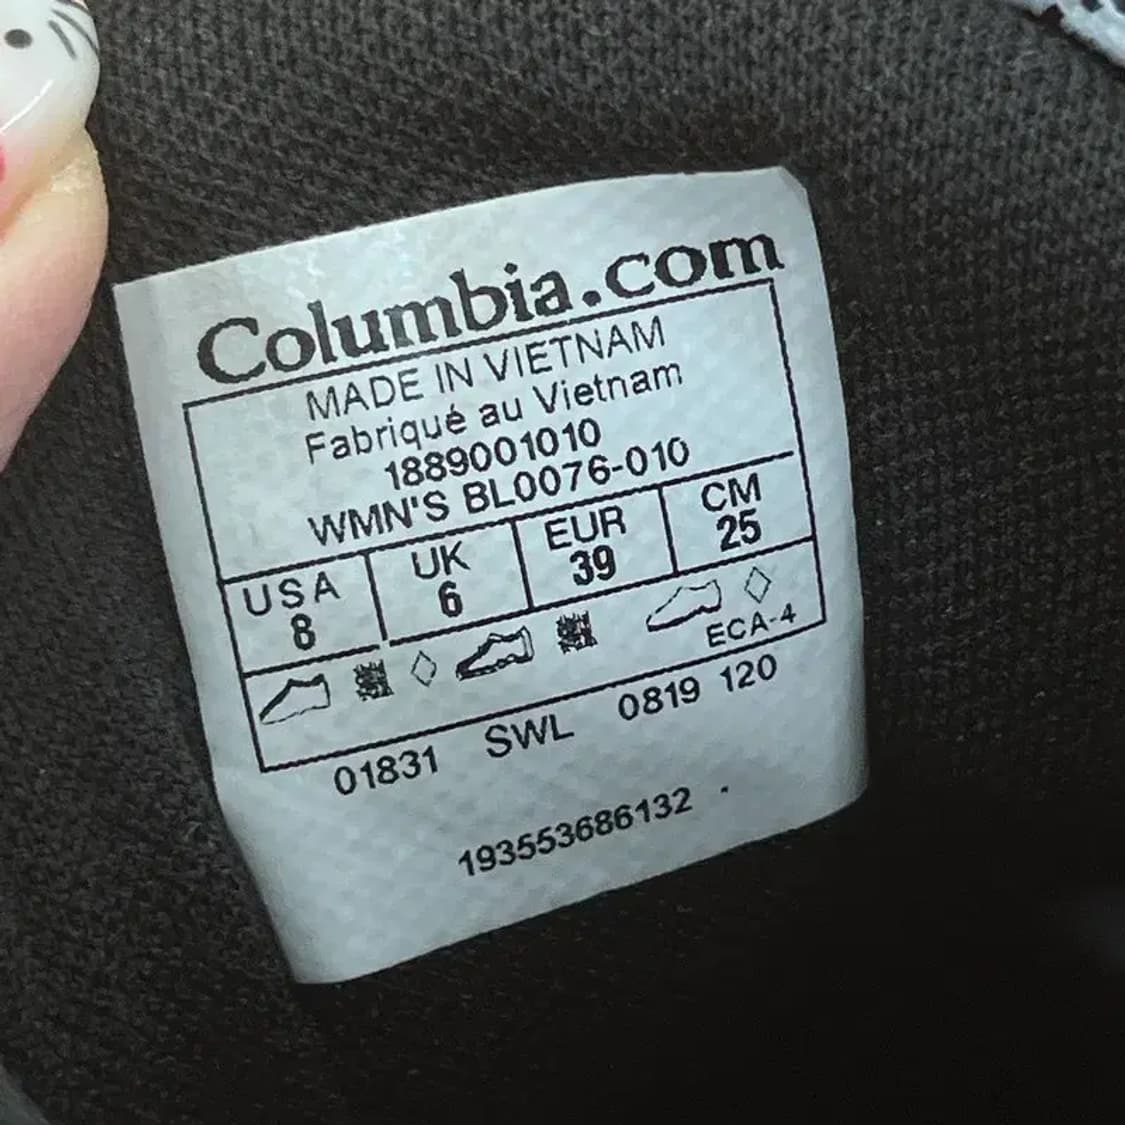 Columbia.com
MADE IN VIETNAM
Fabriqué au Vietnam
1889001010
WMN'S BL0076-010
USA UK EUR CM
8 6 39 25
ECA-4
01831 SWL 0819 120
193553686132